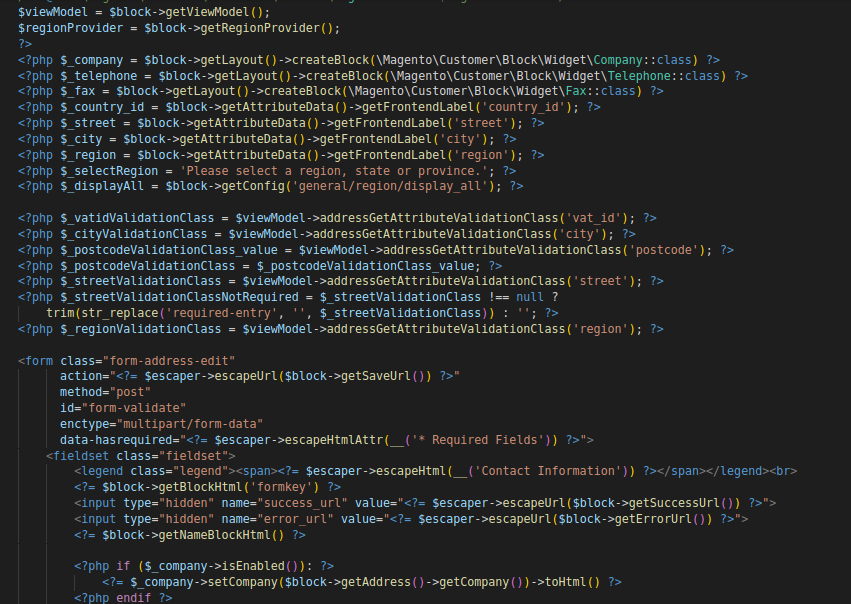 $viewModel = $block->getViewModel();
$regionProvider = $block->getRegionProvider();
?>
<?php $_company = $block->getLayout()->createBlock(\Magento\Customer\Block\Widget\Company::class) ?>
<?php $_telephone = $block->getLayout()->createBlock(\Magento\Customer\Block\Widget\Telephone::class) ?>
<?php $_fax = $block->getLayout()->createBlock(\Magento\Customer\Block\Widget\Fax::class) ?>
<?php $_country_id = $block->getAttributeData()->getFrontendLabel('country_id'); ?>
<?php $_street = $block->getAttributeData()->getFrontendLabel('street'); ?>
<?php $_city = $block->getAttributeData()->getFrontendLabel('city'); ?>
<?php $_region = $block->getAttributeData()->getFrontendLabel('region'); ?>
<?php $_selectRegion = 'Please select a region, state or province.'; ?>
<?php $_displayAll = $block->getConfig('general/region/display_all'); ?>
<?php $_vatidValidationClass = $viewModel->addressGetAttributeValidationClass('vat_id'); ?>
<?php $_cityValidationClass = $viewModel->addressGetAttributeValidationClass('city'); ?>
<?php $_postcodeValidationClass_value = $viewModel->addressGetAttributeValidationClass('postcode'); ?>
<?php $_postcodeValidationClass = $_postcodeValidationClass_value; ?>
<?php $_streetValidationClass = $viewModel->addressGetAttributeValidationClass('street'); ?>
<?php $_streetValidationClassNotRequired = $_streetValidationClass !== null ?
trim(str_replace('required-entry', '', $_streetValidationClass)) : ''; ?>
<?php $_regionValidationClass = $viewModel->addressGetAttributeValidationClass('region'); ?>
<form class="form-address-edit"
action="<?= $escaper->escapeUrl($block->getSaveUrl()) ?>"
method="post"
id="form-validate"
enctype="multipart/form-data"
data-hasrequired="<?= $escaper->escapeHtmlAttr(__('* Required Fields')) ?>">
<fieldset class="fieldset">
<legend class="legend"><span><?= $escaper->escapeHtml(__('Contact Information')) ?></span></legend><br>
<?= $block->getBlockHtml('formkey') ?>
<input type="hidden" name="success_url" value="<?= $escaper->escapeUrl($block->getSuccessUrl()) ?>">
<input type="hidden" name="error_url" value="<?= $escaper->escapeUrl($block->getErrorUrl()) ?>">
<?= $block->getNameBlockHtml() ?>
<?php if ($_company->isEnabled()): ?>
<?= $_company->setCompany($block->getAddress()->getCompany())->toHtml() ?>
<?php endif ?>